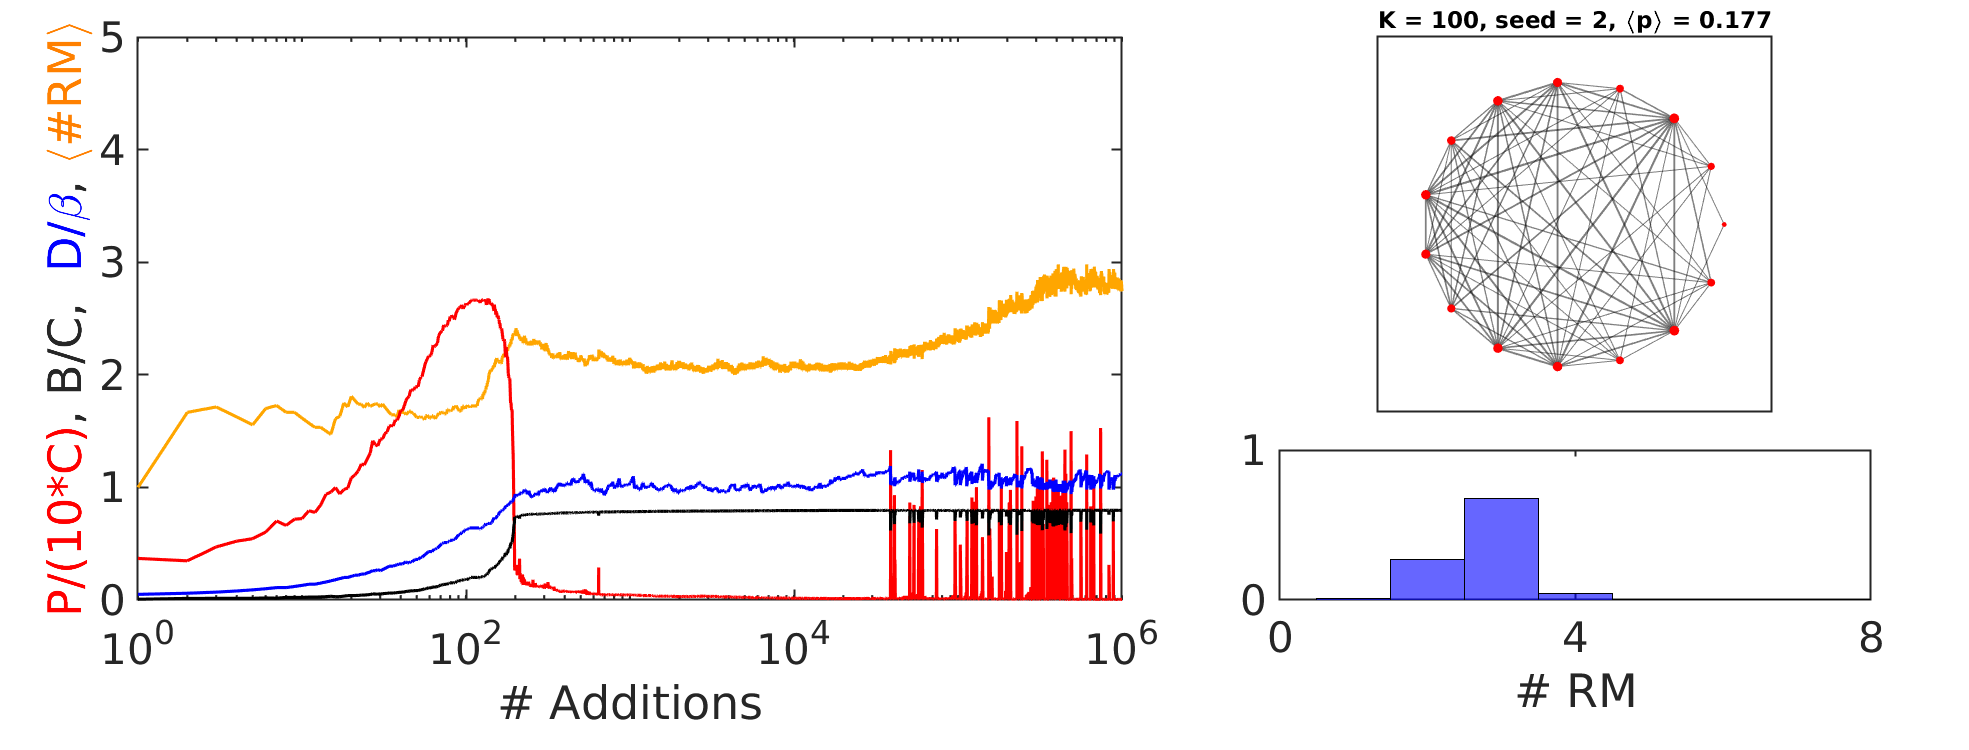 P/(10*C), B/C, D/β, ⟨#RM⟩
5
4
3
2
1
0
10^0 10^2 10^4 10^6
# Additions
K = 100, seed = 2, ⟨p⟩ = 0.177
1
0
0 4 8
# RM